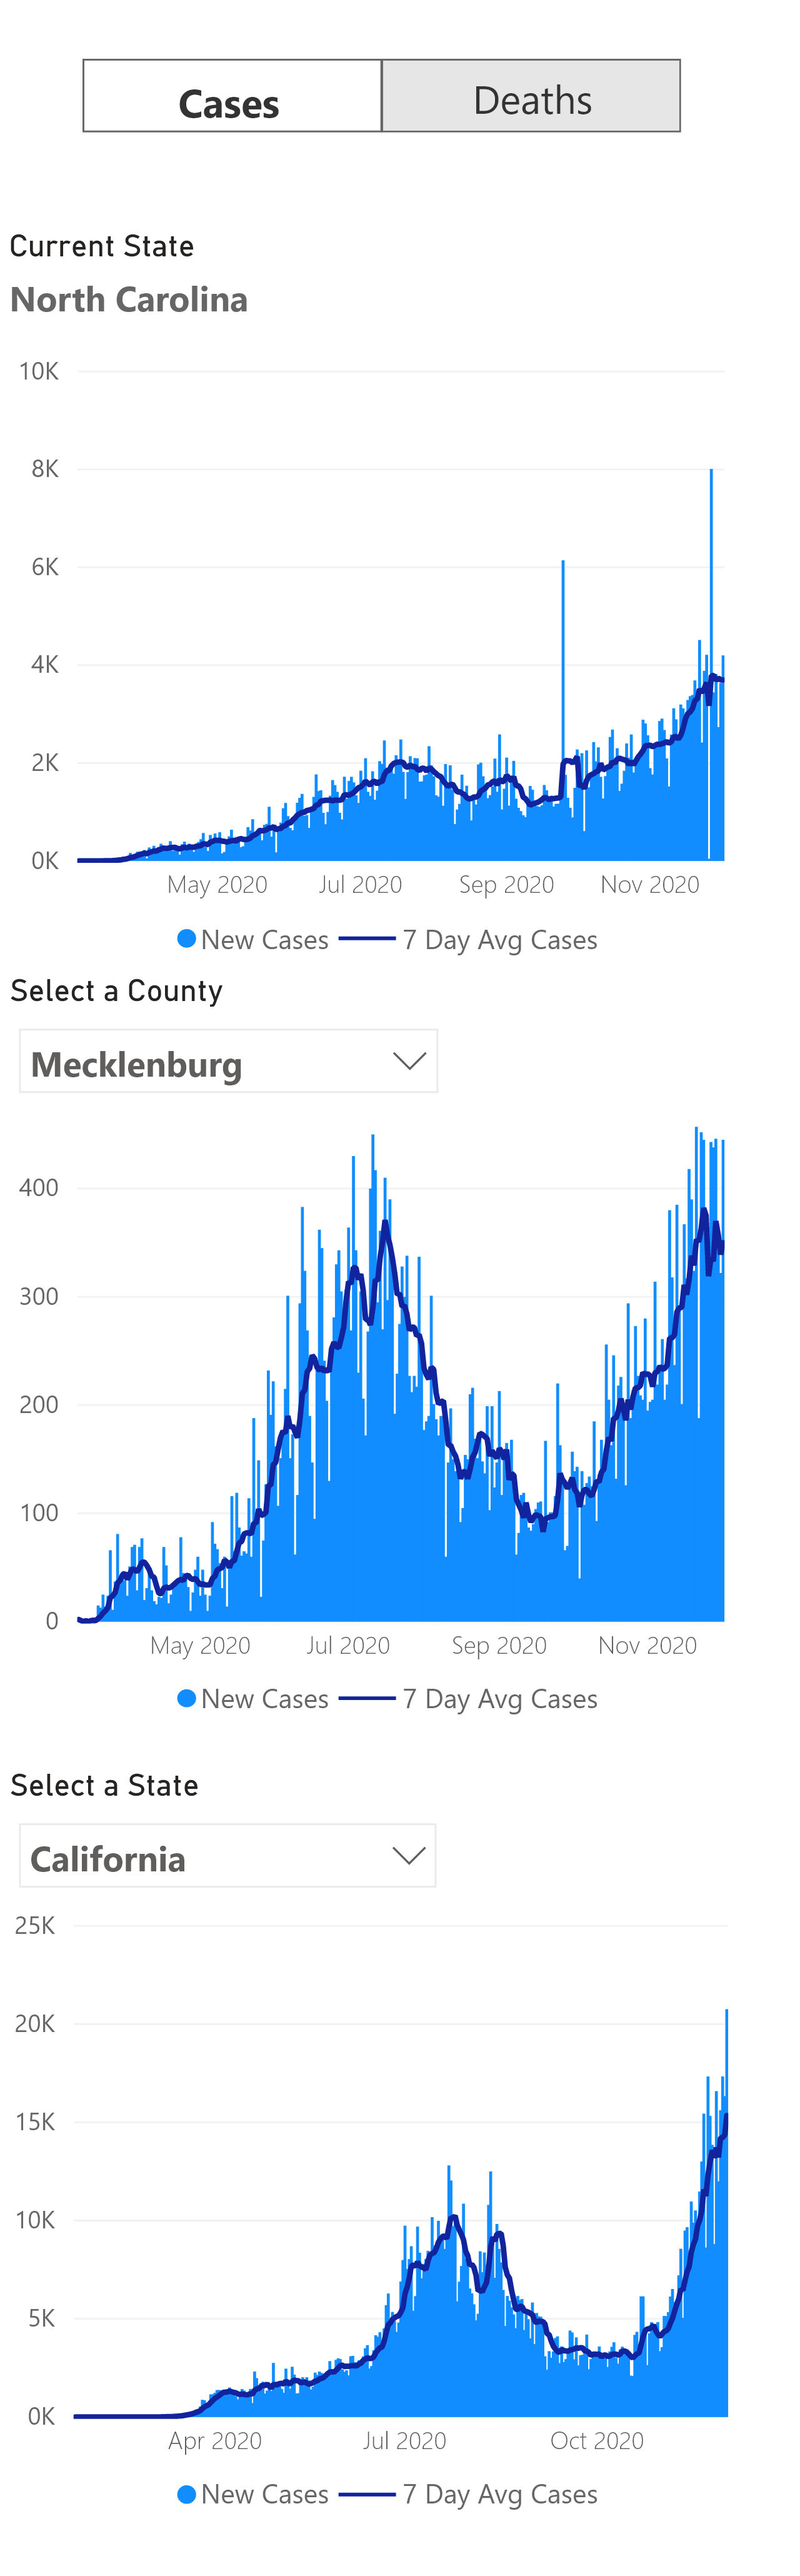 Cases Deaths
Current State
North Carolina
10K
8K
6K
4K
2K
0K
May 2020 Jul 2020 Sep 2020 Nov 2020
New Cases 7 Day Avg Cases
Select a County
Mecklenburg
400
300
200
100
0
May 2020 Jul 2020 Sep 2020 Nov 2020
New Cases 7 Day Avg Cases
Select a State
California
25K
20K
15K
10K
5K
0K
Apr 2020 Jul 2020 Oct 2020
New Cases 7 Day Avg Cases